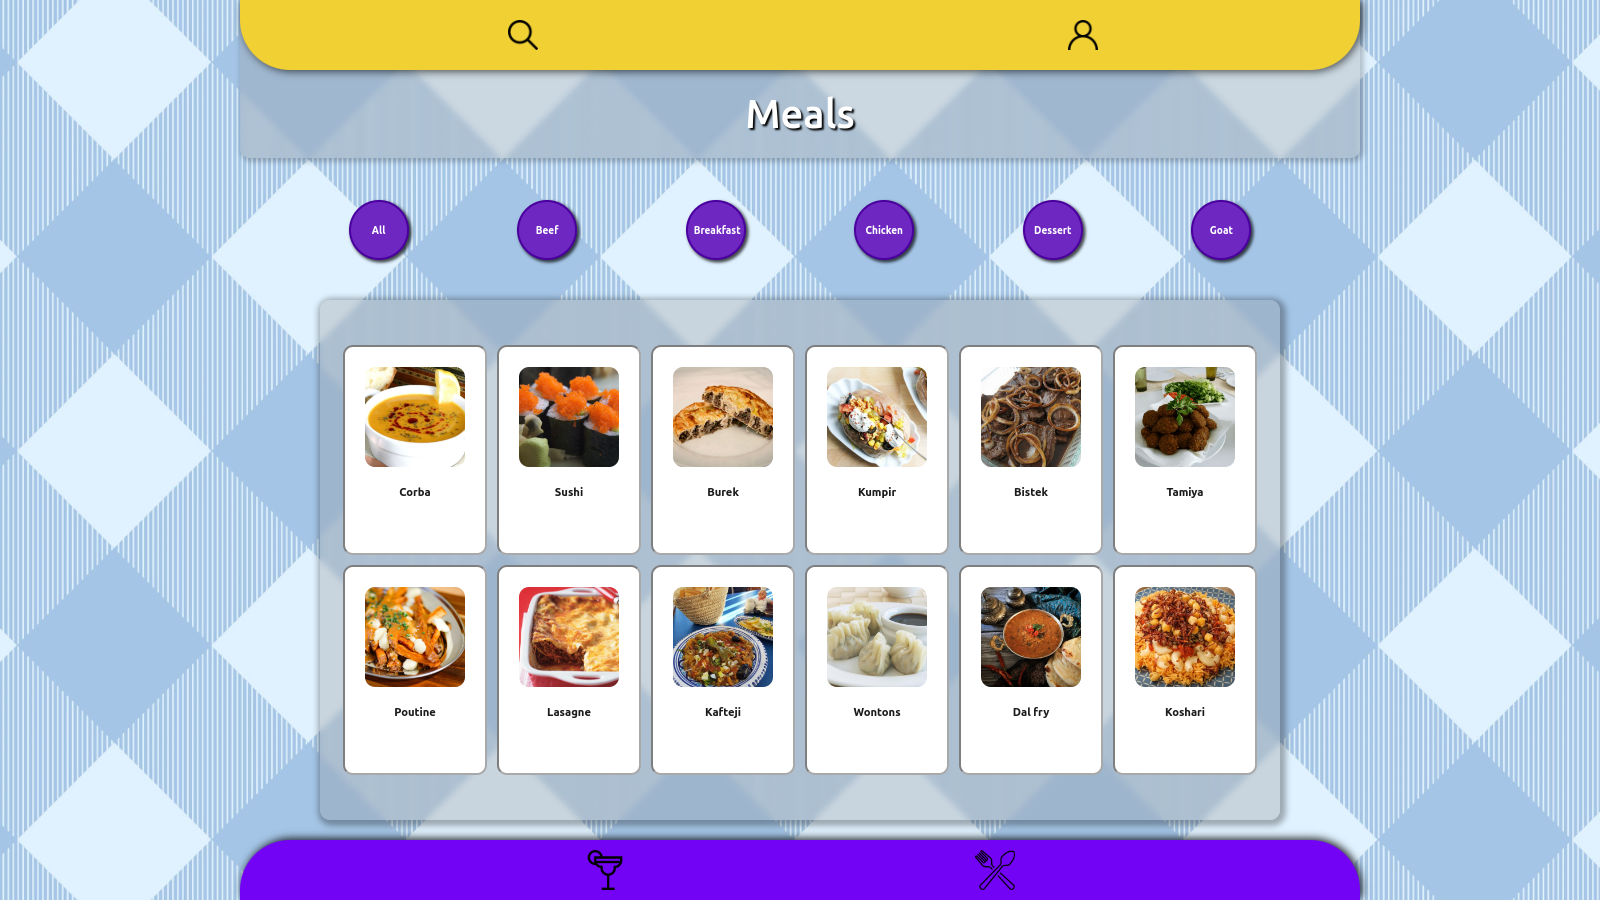 Meals
All
Beef
Breakfast
Chicken
Dessert
Goat
Corba
Sushi
Burek
Kumpir
Bistek
Tamiya
Poutine
Lasagne
Kafteji
Wontons
Dal fry
Koshari